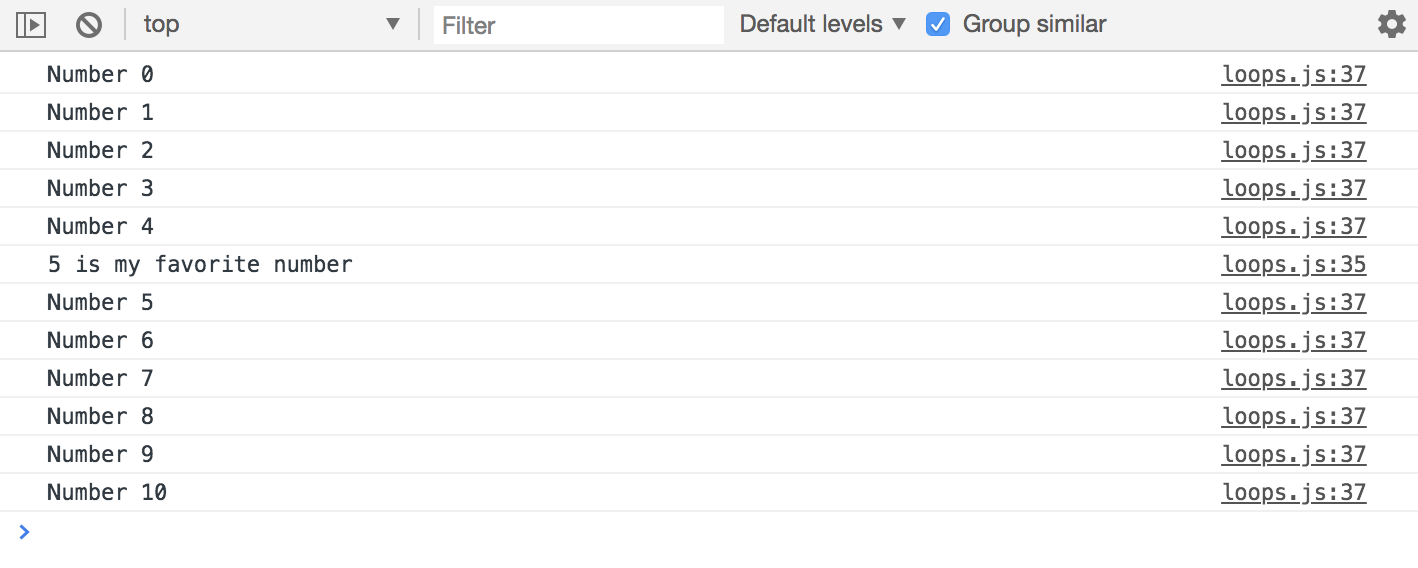 top Filter Default levels Group similar
Number 0 loops.js:37
Number 1 loops.js:37
Number 2 loops.js:37
Number 3 loops.js:37
Number 4 loops.js:37
5 is my favorite number loops.js:35
Number 5 loops.js:37
Number 6 loops.js:37
Number 7 loops.js:37
Number 8 loops.js:37
Number 9 loops.js:37
Number 10 loops.js:37